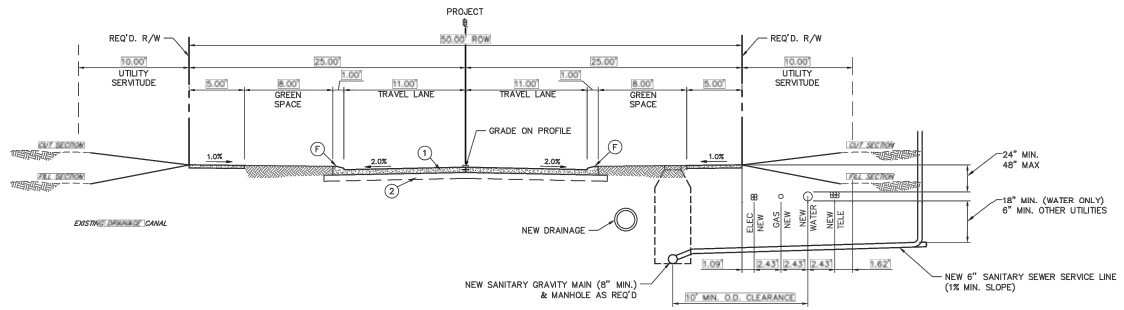 PROJECT
℄
REQ'D. R/W
50.00' ROW
REQ'D. R/W
10.00'
UTILITY
SERVITUDE
25.00'
25.00'
10.00'
UTILITY
SERVITUDE
5.00'
8.00'
GREEN
SPACE
1.00'
11.00'
TRAVEL LANE
11.00'
TRAVEL LANE
1.00'
8.00'
GREEN
SPACE
5.00'
GRADE ON PROFILE
CUT SECTION
FILL SECTION
1.0%
F
2.0%
1
2.0%
F
1.0%
CUT SECTION
FILL SECTION
2
24" MIN.
48" MAX
18" MIN. (WATER ONLY)
6" MIN. OTHER UTILITIES
EXISTING DRAINAGE CANAL
NEW DRAINAGE
ELEC
NEW
GAS
NEW
NEW
WATER
NEW
TELE
1.09'
2.43'
2.43'
2.43'
1.62'
NEW SANITARY GRAVITY MAIN (8" MIN.)
& MANHOLE AS REQ'D
10' MIN. O.D. CLEARANCE
NEW 6" SANITARY SEWER SERVICE LINE
(1% MIN. SLOPE)